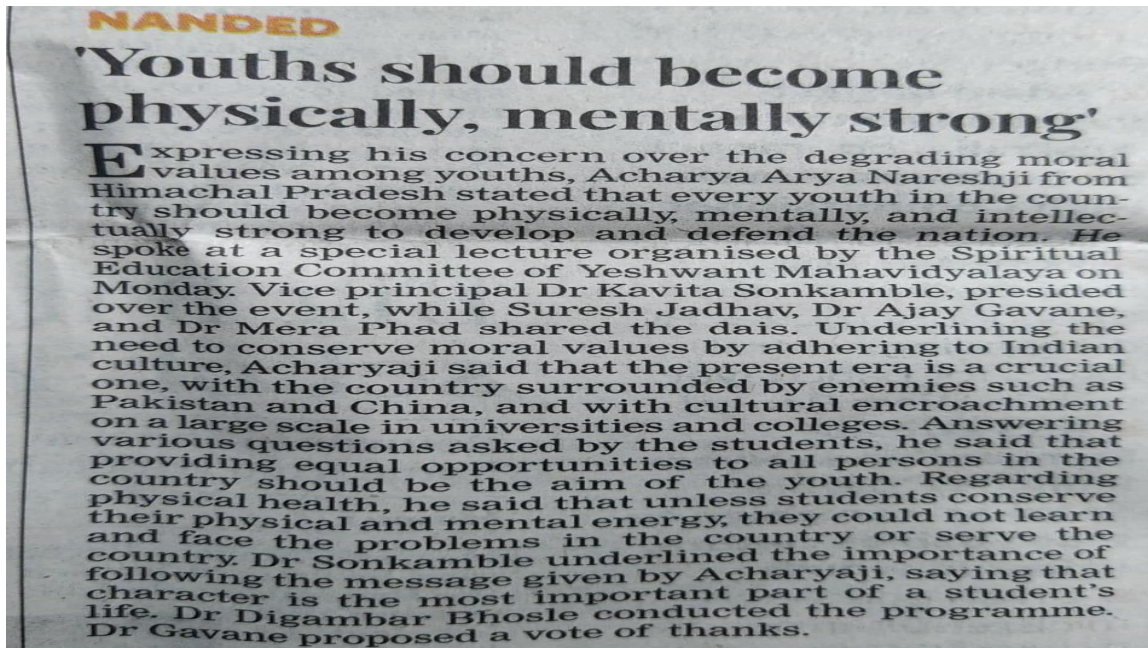 NANDED
'Youths should become
physically, mentally strong'
Expressing his concern over the degrading moral
values among youths, Acharya Arya Nareshji from
Himachal Pradesh stated that every youth in the coun-
try should become physically, mentally, and intellec-
tually strong to develop and defend the nation. He
spoke at a special lecture organised by the Spiritual
Education Committee of Yeshwant Mahavidyalaya on
Monday. Vice principal Dr Kavita Sonkamble, presided
over the event, while Suresh Jadhav, Dr Ajay Gavane,
and Dr Mera Phad shared the dais. Underlining the
need to conserve moral values by adhering to Indian
culture, Acharyaji said that the present era is a crucial
one, with the country surrounded by enemies such as
Pakistan and China, and with cultural encroachment
on a large scale in universities and colleges. Answering
various questions asked by the students, he said that
providing equal opportunities to all persons in the
country should be the aim of the youth. Regarding
physical health, he said that unless students conserve
their physical and mental energy, they could not learn
and face the problems in the country or serve the
country. Dr Sonkamble underlined the importance of
following the message given by Acharyaji, saying that
character is the most important part of a student's
life. Dr Digambar Bhosle conducted the programme.
Dr Gavane proposed a vote of thanks.